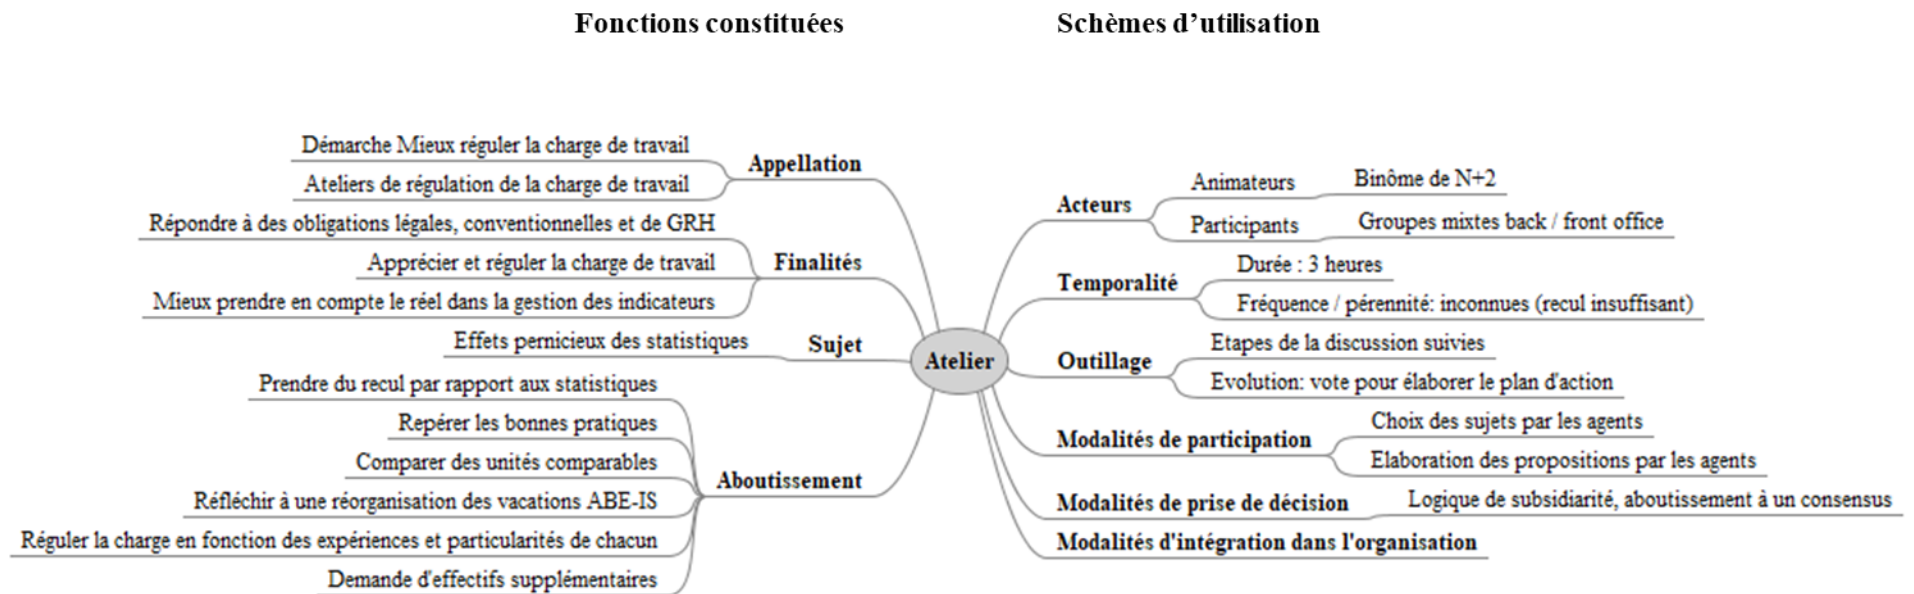 Fonctions constituées
Schèmes d’utilisation
Démarche Mieux réguler la charge de travail
Ateliers de régulation de la charge de travail
Appellation
Répondre à des obligations légales, conventionnelles et de GRH
Apprécier et réguler la charge de travail
Mieux prendre en compte le réel dans la gestion des indicateurs
Finalités
Effets pernicieux des statistiques
Sujet
Prendre du recul par rapport aux statistiques
Repérer les bonnes pratiques
Comparer des unités comparables
Réfléchir à une réorganisation des vacations ABE-IS
Réguler la charge en fonction des expériences et particularités de chacun
Demande d'effectifs supplémentaires
Aboutissement
Atelier
Acteurs
Animateurs
Binôme de N+2
Participants
Groupes mixtes back / front office
Temporalité
Durée : 3 heures
Fréquence / pérennité: inconnues (recul insuffisant)
Outillage
Etapes de la discussion suivies
Evolution: vote pour élaborer le plan d'action
Modalités de participation
Choix des sujets par les agents
Elaboration des propositions par les agents
Modalités de prise de décision
Logique de subsidiarité, aboutissement à un consensus
Modalités d'intégration dans l'organisation